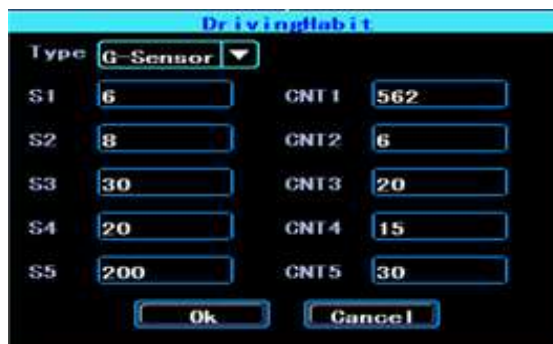 DrivingHabit
Type G-Sensor
S1 6 CNT1 562
S2 8 CNT2 6
S3 30 CNT3 20
S4 20 CNT4 15
S5 200 CNT5 30
Ok Cancel